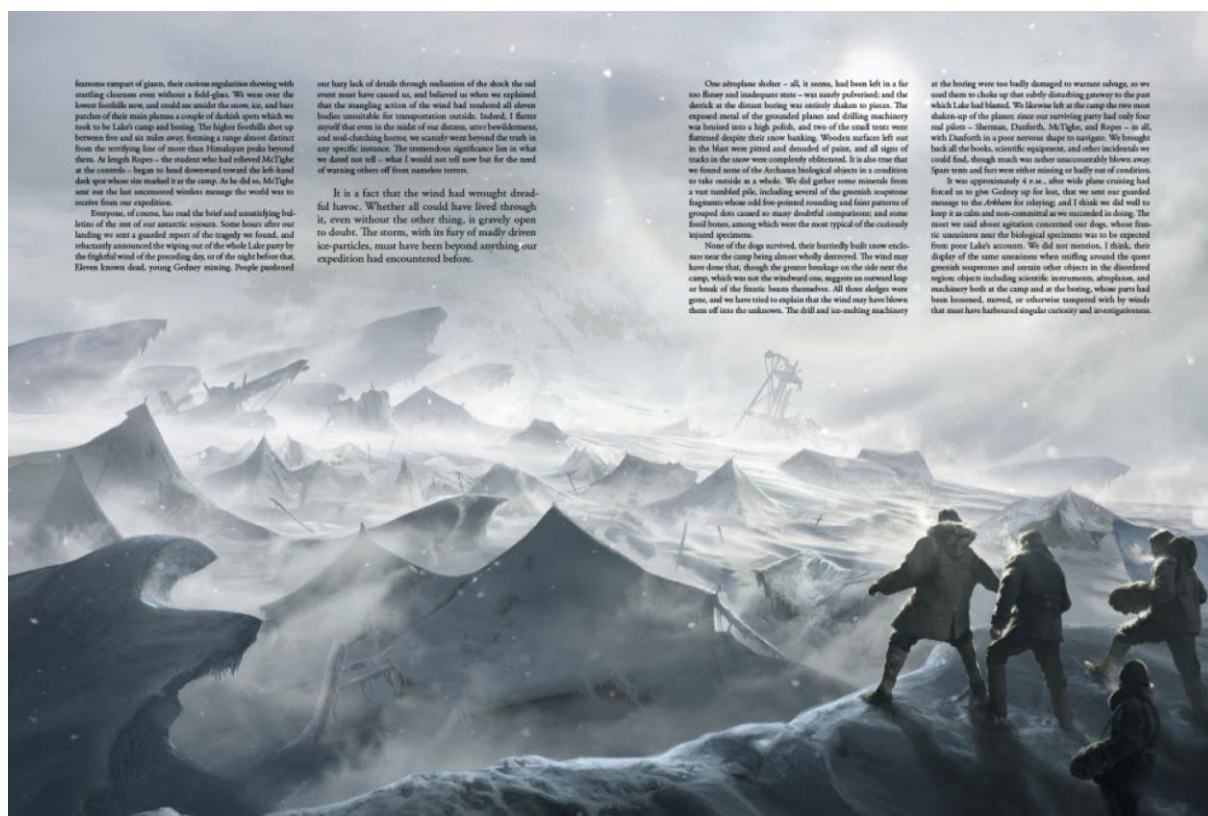 fearsome rampart of giants, their curious regularities shewing with
startling clearness even without a field-glass. We were over the
lowest foothills now, and could see amidst the snow, ice, and bare
patches of their main plateau a couple of darkish spots which we
took to be Lake's camp and boring. The higher foothills shot up
between five and six miles away, forming a range almost distinct
from the terrifying line of more than Himalayan peaks beyond
them. At length Ropes – the student who had relieved McTighe
at the controls – began to head downward toward the left-hand
dark spot whose size marked it as the camp. As he did so, McTighe
sent out the last uncensored wireless message the world was to
receive from our expedition.
Everyone, of course, has read the brief and unsatisfying bul-
letins of the rest of our antarctic sojourn. Some hours after our
landing we sent a guarded report of the tragedy we found, and
reluctantly announced the wiping out of the whole Lake party by
the frightful wind of the preceding day, or of the night before that.
Eleven known dead, young Gedney missing. People pardoned
our hazy lack of details through realisation of the shock the sad
event must have caused us, and believed us when we explained
that the mangling action of the wind had rendered all eleven
bodies unsuitable for transportation outside. Indeed, I flatter
myself that even in the midst of our distress, utter bewilderment,
and soul-clutching horror, we scarcely went beyond the truth in
any specific instance. The tremendous significance lies in what
we dared not tell – what I would not tell now but for the need
of warning others off from nameless terrors.
It is a fact that the wind had wrought dread-
ful havoc. Whether all could have lived through
it, even without the other thing, is gravely open
to doubt. The storm, with its fury of madly driven
ice-particles, must have been beyond anything our
expedition had encountered before.
One aëroplane shelter – all, it seems, had been left in a far
too flimsy and inadequate state – was nearly pulverised; and the
derrick at the distant boring was entirely shaken to pieces. The
exposed metal of the grounded planes and drilling machinery
was bruised into a high polish, and two of the small tents were
flattened despite their snow banking. Wooden surfaces left out
in the blast were pitted and denuded of paint, and all signs of
tracks in the snow were completely obliterated. It is also true that
we found none of the Archaean biological objects in a condition
to take outside as a whole. We did gather some minerals from
a vast tumbled pile, including several of the greenish soapstone
fragments whose odd five-pointed rounding and faint patterns of
grouped dots caused so many doubtful comparisons; and some
fossil bones, among which were the most typical of the curiously
injured specimens.
None of the dogs survived, their hurriedly built snow enclo-
sure near the camp being almost wholly destroyed. The wind may
have done that, though the greater breakage on the side next the
camp, which was not the windward one, suggests an outward leap
or break of the frantic beasts themselves. All three sledges were
gone, and we have tried to explain that the wind may have blown
them off into the unknown. The drill and ice-melting machinery
at the boring were too badly damaged to warrant salvage, so we
used them to choke up that subtly disturbing gateway to the past
which Lake had blasted. We likewise left at the camp the two most
shaken-up of the planes; since our surviving party had only four
real pilots – Sherman, Danforth, McTighe, and Ropes – in all,
with Danforth in a poor nervous shape to navigate. We brought
back all the books, scientific equipment, and other incidentals we
could find, though much was rather unaccountably blown away.
Spare tents and furs were either missing or badly out of condition.
It was approximately 4 P.M., after wide plane cruising had
forced us to give Gedney up for lost, that we sent our guarded
message to the Arkham for relaying; and I think we did well to
keep it as calm and non-committal as we succeeded in doing. The
most we said about agitation concerned our dogs, whose fran-
tic uneasiness near the biological specimens was to be expected
from poor Lake's accounts. We did not mention, I think, their
display of the same uneasiness when sniffing around the queer
greenish soapstones and certain other objects in the disordered
region; objects including scientific instruments, aëroplanes, and
machinery both at the camp and at the boring, whose parts had
been loosened, moved, or otherwise tampered with by winds
that must have harboured singular curiosity and investigativeness.